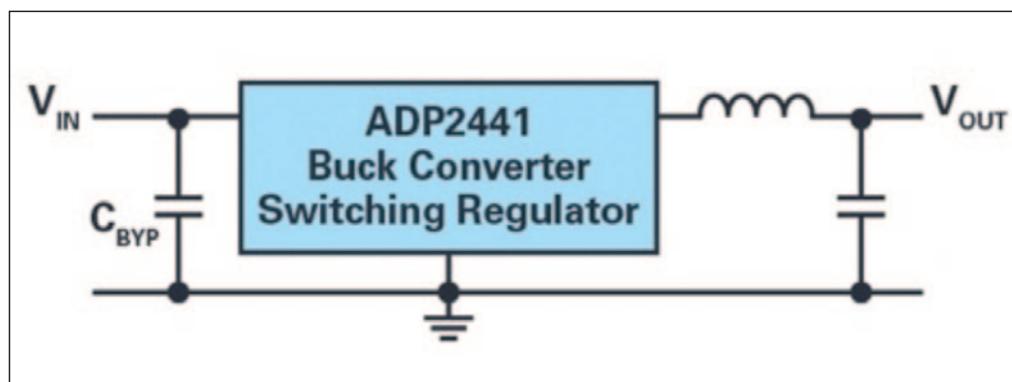 V_IN
ADP2441
Buck Converter
Switching Regulator
V_OUT
C_BYP